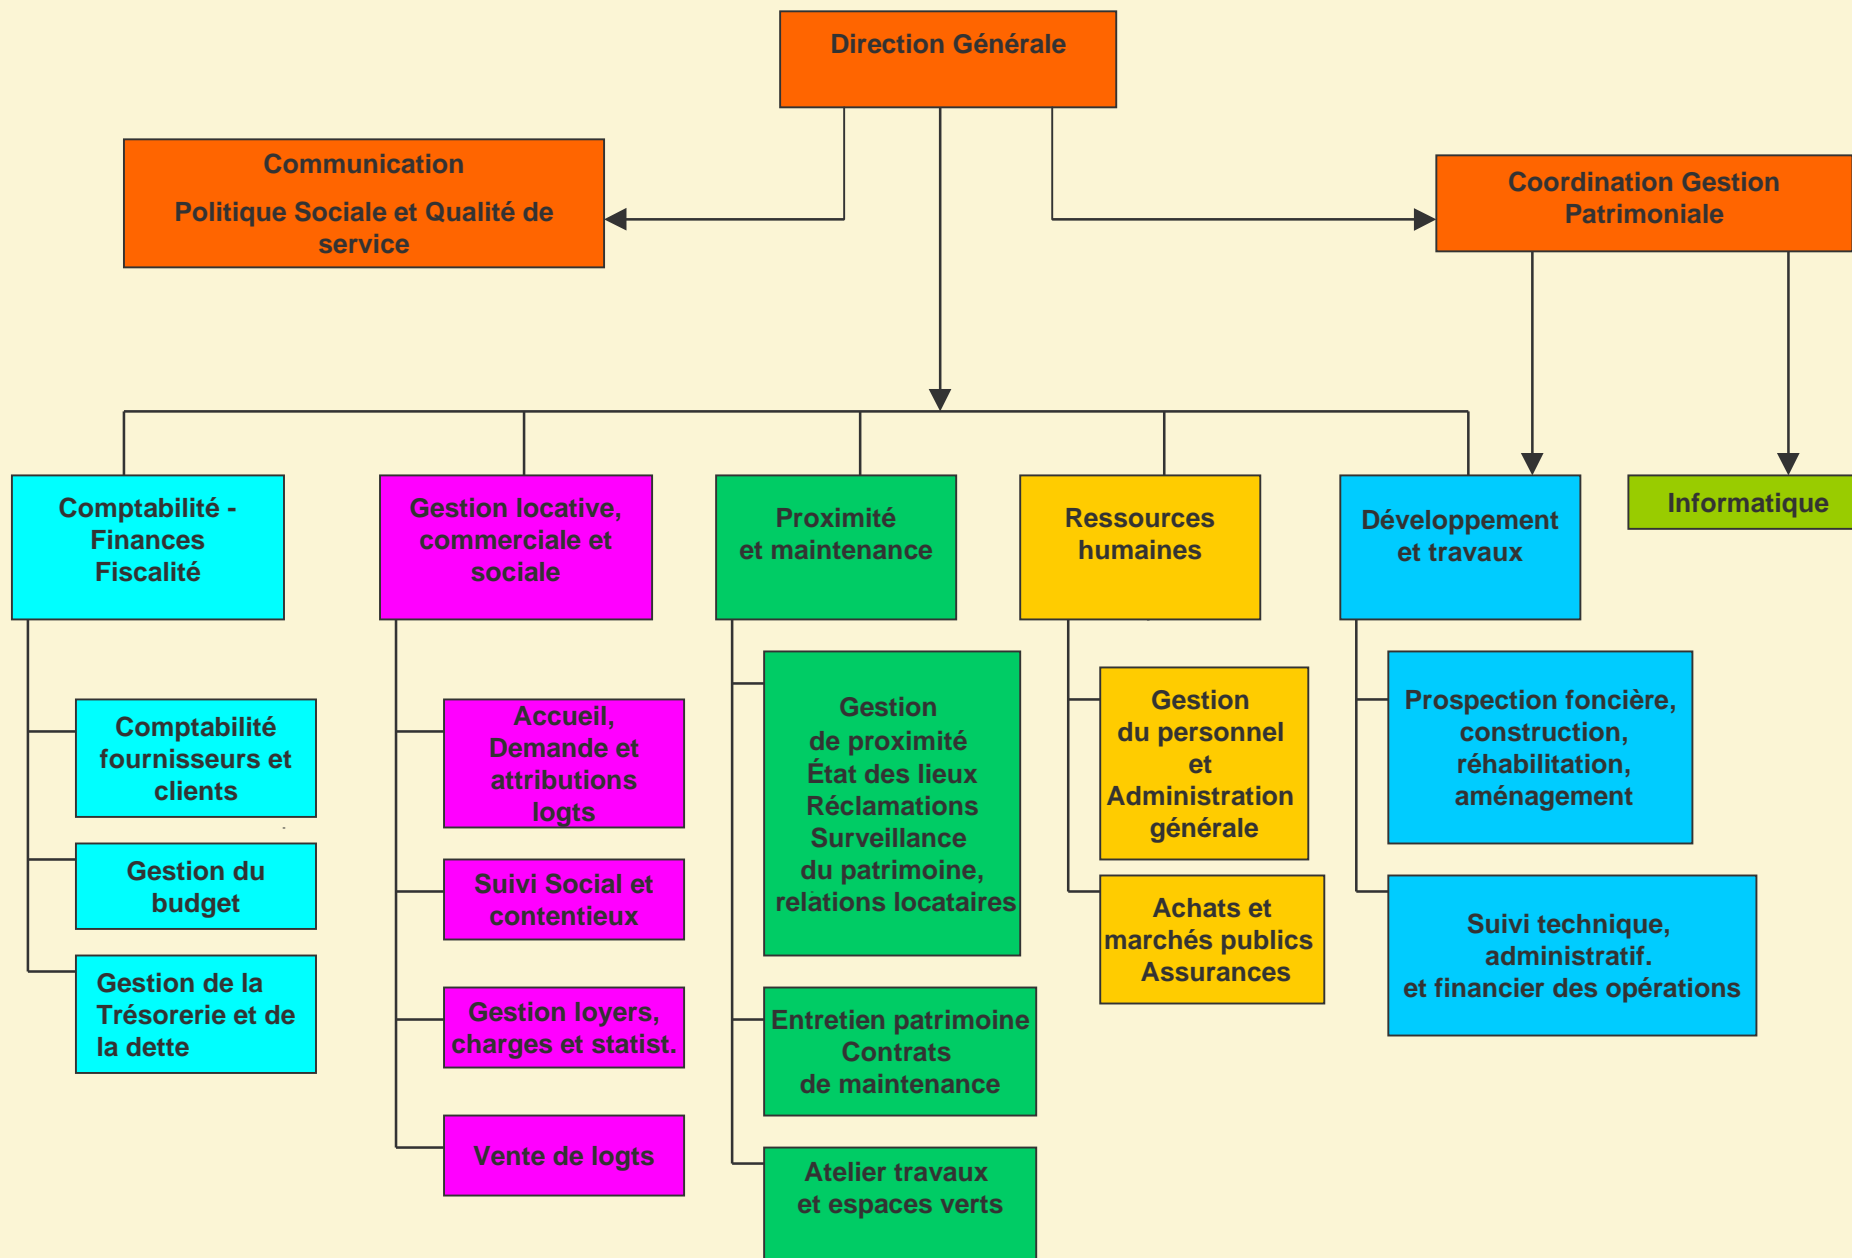 Direction Générale
Communication
Politique Sociale et Qualité de
service
Coordination Gestion
Patrimoniale
Comptabilité -
Finances
Fiscalité
Gestion locative,
commerciale et
sociale
Proximité
et maintenance
Ressources
humaines
Développement
et travaux
Informatique
Comptabilité
fournisseurs et
clients
Gestion du
budget
Gestion de la
Trésorerie et de
la dette
Accueil,
Demande et
attributions
logts
Suivi Social et
contentieux
Gestion loyers,
charges et statist.
Vente de logts
Gestion
de proximité
État des lieux
Réclamations
Surveillance
du patrimoine,
relations locataires
Entretien patrimoine
Contrats
de maintenance
Atelier travaux
et espaces verts
Gestion
du personnel
et
Administration
générale
Achats et
marchés publics
Assurances
Prospection foncière,
construction,
réhabilitation,
aménagement
Suivi technique,
administratif.
et financier des opérations